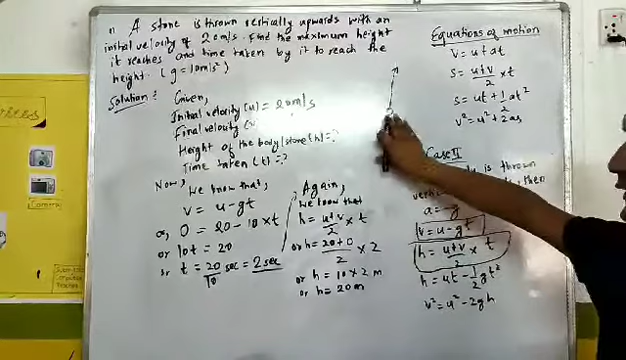 1) A stone is thrown vertically upwards with an
initial velocity of 20 m/s. Find the maximum height
it reaches and time taken by it to reach the
height. (g = 10m/s²)
Solution:
Given,
Initial velocity (u) = 20m/s
Final velocity
Height of the body/stone (h) = ?
Time taken (t) = ?
Now, we know that,
v = u - gt
or, 0 = 20 - 10 × t
or 10t = 20
or t = 20/10 sec = 2 sec
Again,
we know that
h = (u+v)/2 × t
or h = (20+0)/2 × 2
or h = 10 × 2 m
or h = 20m
Equations of motion
v = u + at
s = (u+v)/2 × t
s = ut + 1/2 at²
v² = u² + 2as
Case II
is thrown
then
a = -g
v = u - gt
h = (u+v)/2 × t
h = ut - 1/2 gt²
v² = u² - 2gh
Camera